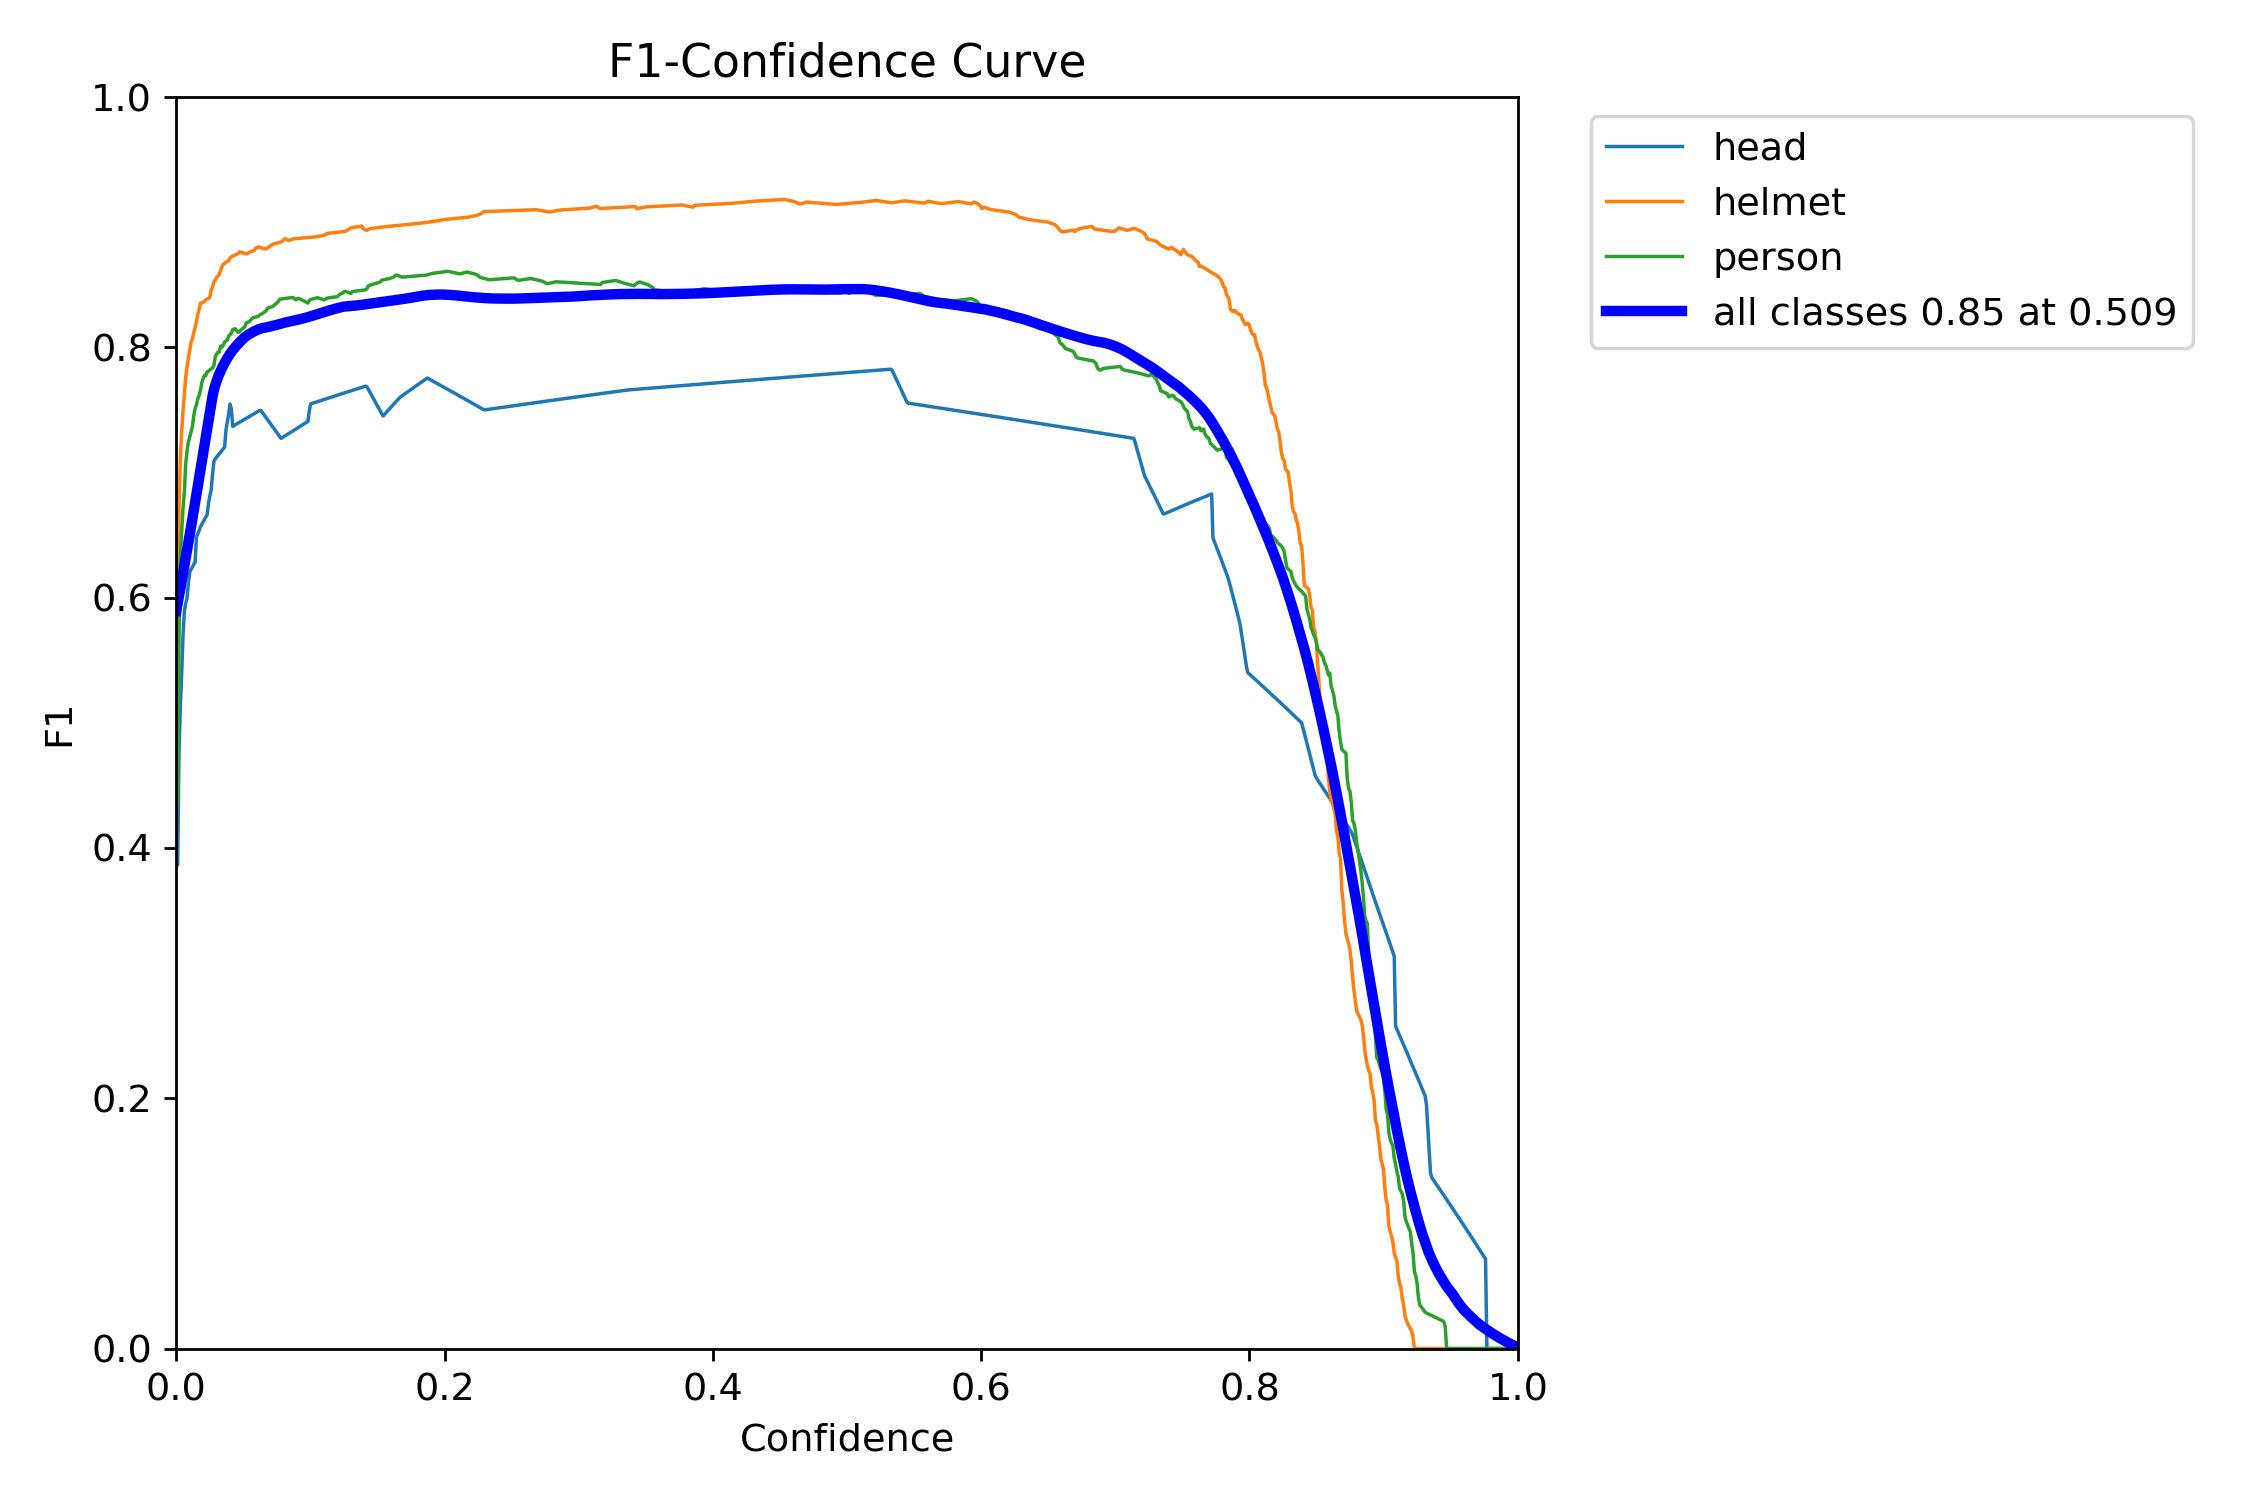 F1-Confidence Curve
1.0
0.8
0.6
0.4
0.2
0.0
F1
0.0 0.2 0.4 0.6 0.8 1.0
Confidence
head
helmet
person
all classes 0.85 at 0.509